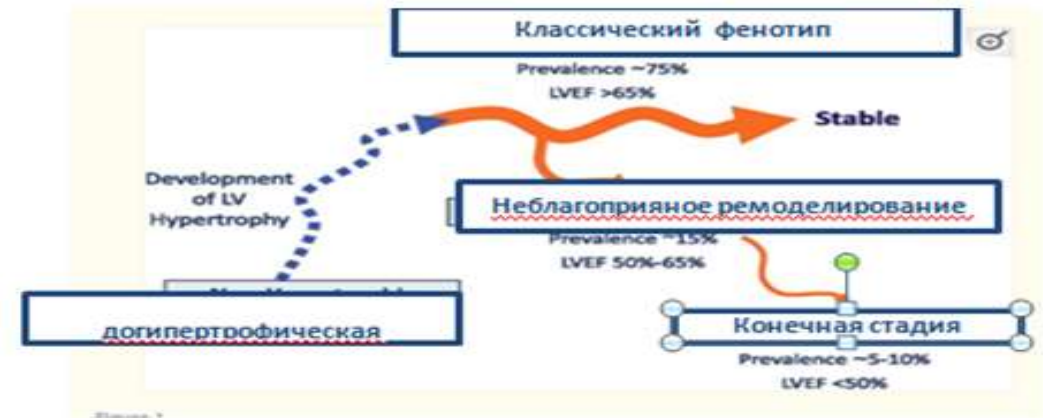 Классический фенотип
Prevalence ~75%
LVEF >65%
Stable
Development
of LV
Hypertrophy
Неблагоприяное ремоделирование
Prevalence ~15%
LVEF 50%-65%
догипертрофическая
Конечная стадия
Prevalence ~5-10%
LVEF <50%